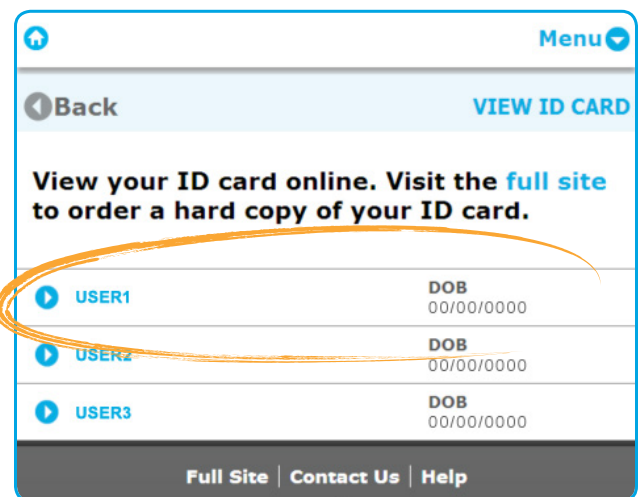 Menu
Back VIEW ID CARD
View your ID card online. Visit the full site
to order a hard copy of your ID card.
USER1 DOB
00/00/0000
USER2 DOB
00/00/0000
USER3 DOB
00/00/0000
Full Site | Contact Us | Help